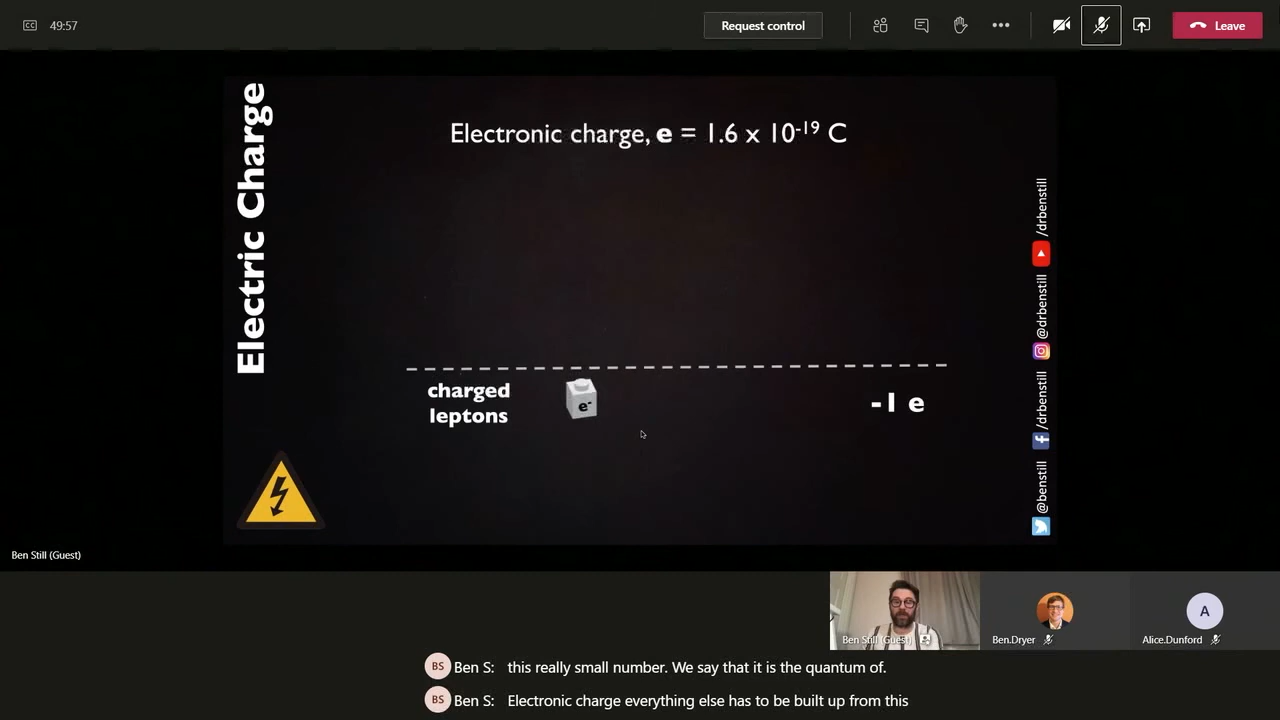 49:57
Request control
Leave
Electric Charge
Electronic charge, e = 1.6 x 10⁻¹⁹ C
charged
leptons
e⁻
-1 e
/drbenstill
@drbenstill
/drbenstill
@benstill
Ben Still (Guest)
Ben Still (Guest)
Ben.Dryer
A
Alice.Dunford
BS Ben S: this really small number. We say that it is the quantum of.
BS Ben S: Electronic charge everything else has to be built up from this